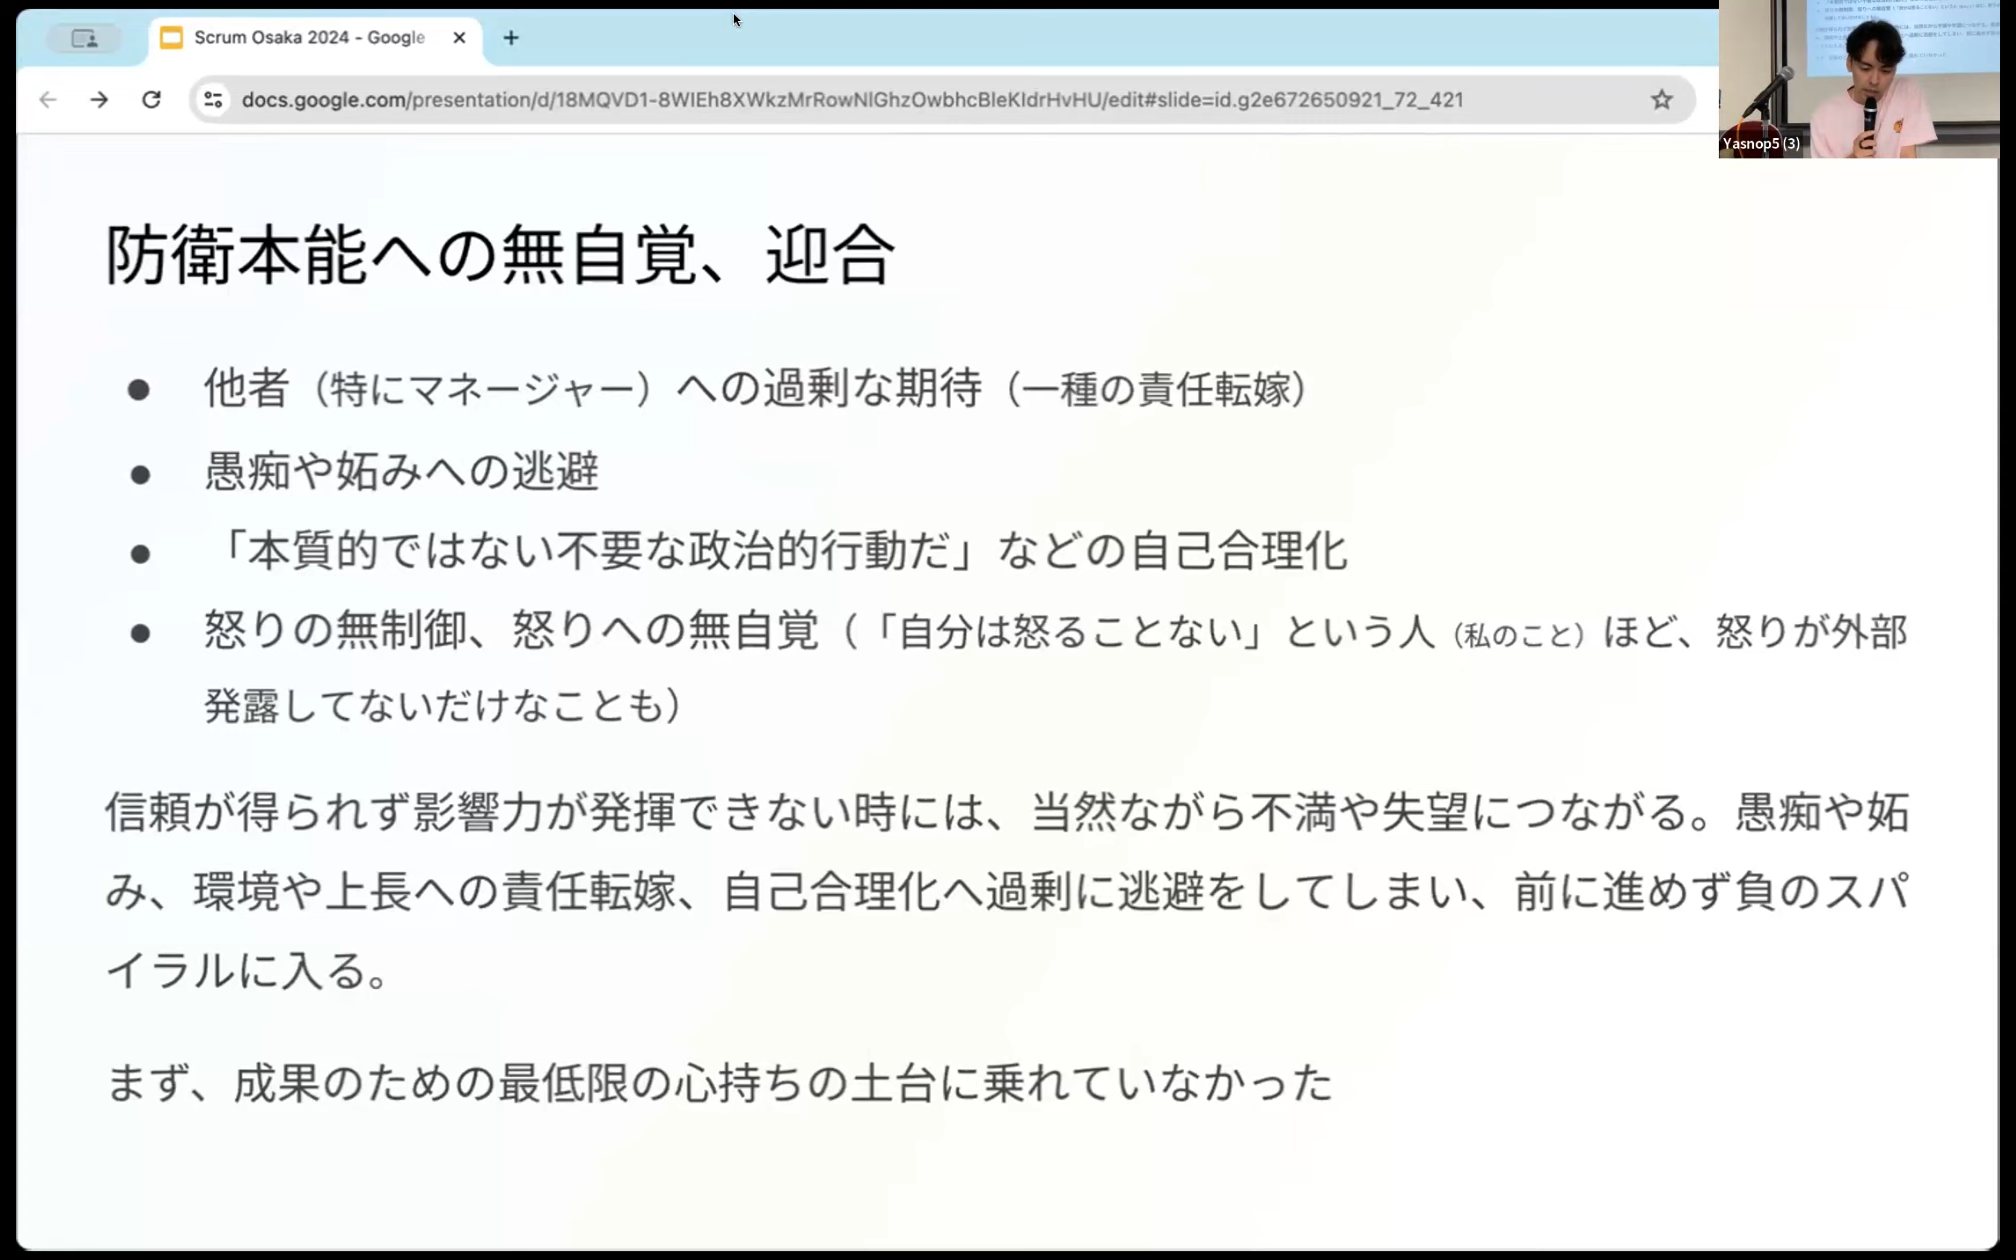 Scrum Osaka 2024 - Google
docs.google.com/presentation/d/18MQVD1-8WIEh8XWkzMrRowNlGhzOwbhcBleKIdrHvHU/edit#slide=id.g2e672650921_72_421
Yasnop5 (3)
防衛本能への無自覚、迎合
● 他者（特にマネージャー）への過剰な期待（一種の責任転嫁）
● 愚痴や妬みへの逃避
● 「本質的ではない不要な政治的行動だ」などの自己合理化
● 怒りの無制御、怒りへの無自覚（「自分は怒ることない」という人（私のこと）ほど、怒りが外部
発露してないだけなことも）
信頼が得られず影響力が発揮できない時には、当然ながら不満や失望につながる。愚痴や妬
み、環境や上長への責任転嫁、自己合理化へ過剰に逃避をしてしまい、前に進めず負のスパ
イラルに入る。
まず、成果のための最低限の心持ちの土台に乗れていなかった